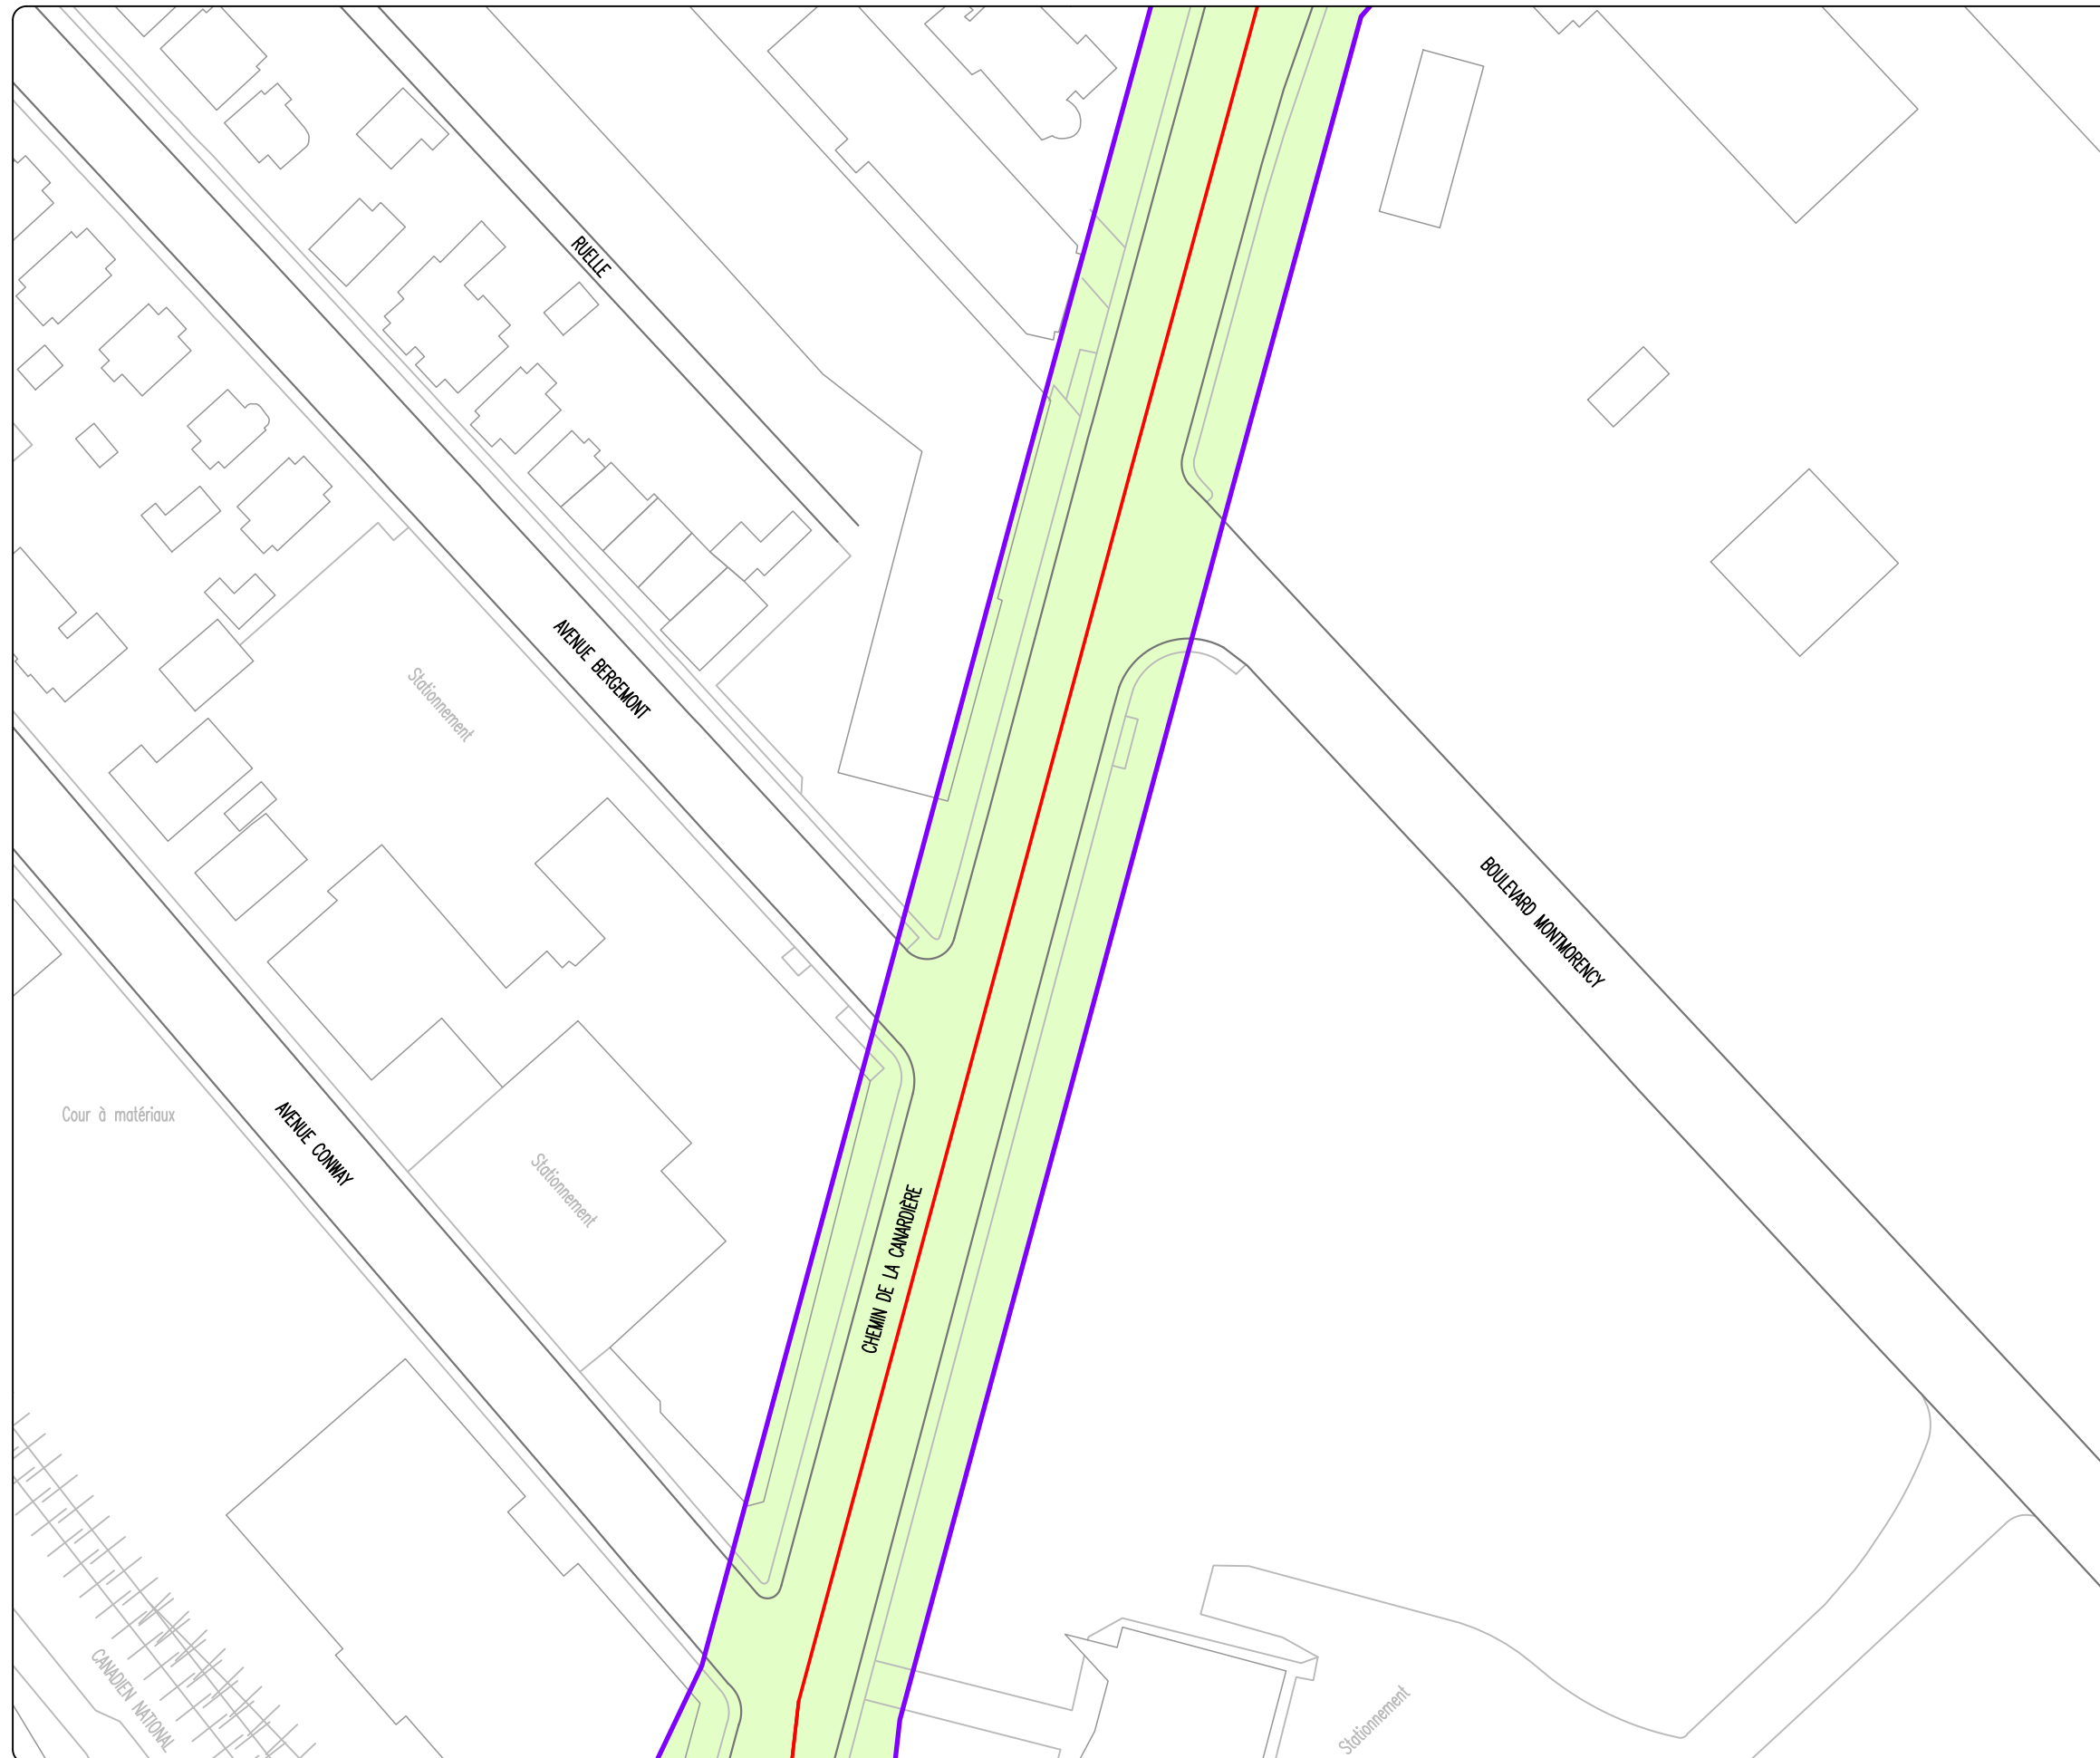 RUELLE
AVENUE BERGEMONT
Stationnement
BOULEVARD MONTMORENCY
Cour à matériaux
AVENUE CONWAY
Stationnement
CHEMIN DE LA CANARDIÈRE
CANADIEN NATIONAL
Stationnement